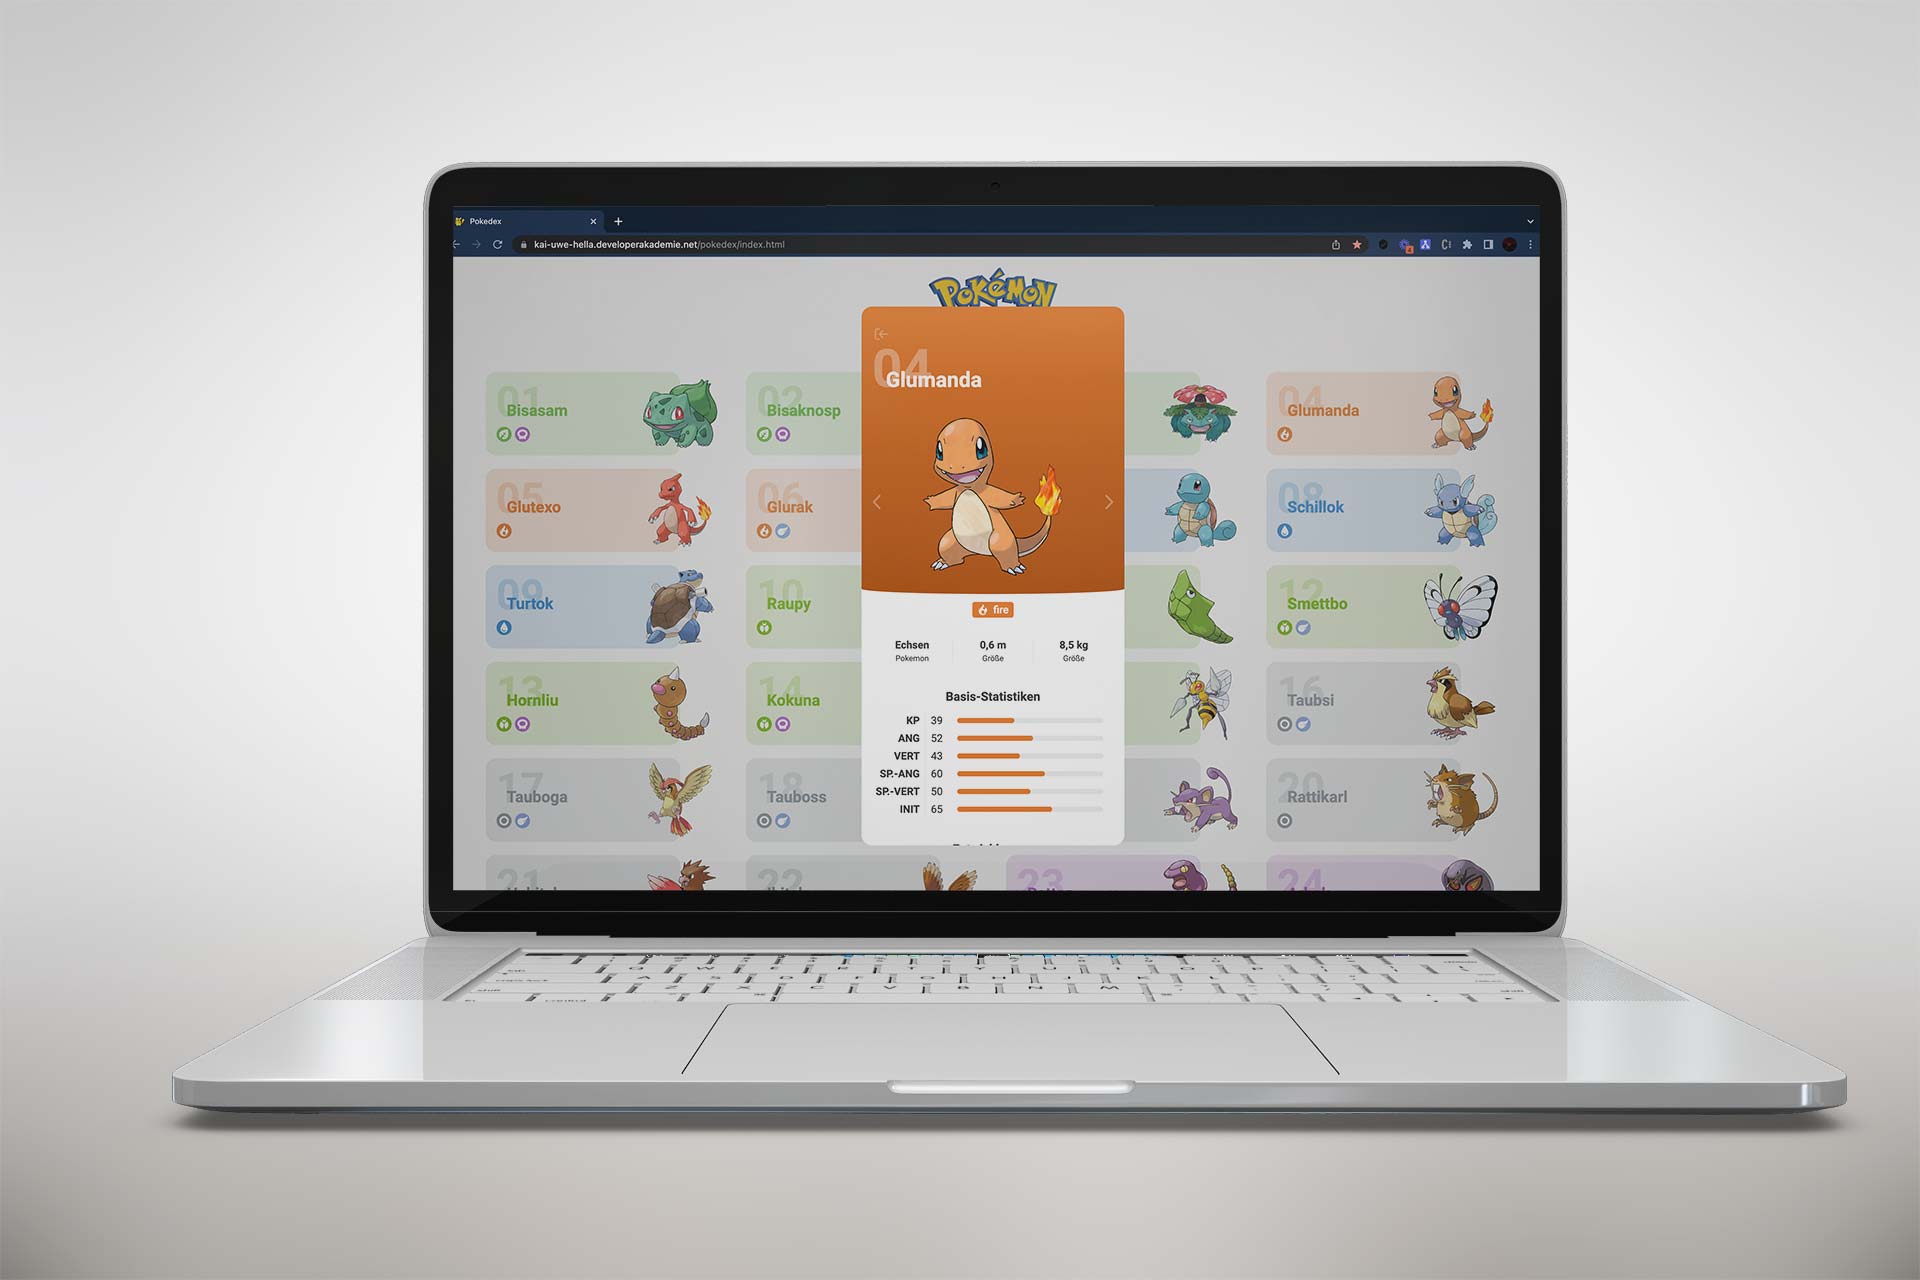 Pokedex
kai-uwe-hella.developerakademie.net/pokedex/index.html
POKéMON
04
Glumanda
01
Bisasam
02
Bisaknosp
04
Glumanda
05
Glutexo
06
Glurak
08
Schillok
09
Turtok
10
Raupy
12
Smettbo
13
Hornliu
14
Kokuna
16
Taubsi
17
Tauboga
18
Tauboss
20
Rattikarl
21
22
23
24
fire
Echsen
Pokemon
0,6 m
Größe
8,5 kg
Größe
Basis-Statistiken
KP 39
ANG 52
VERT 43
SP.-ANG 60
SP.-VERT 50
INIT 65